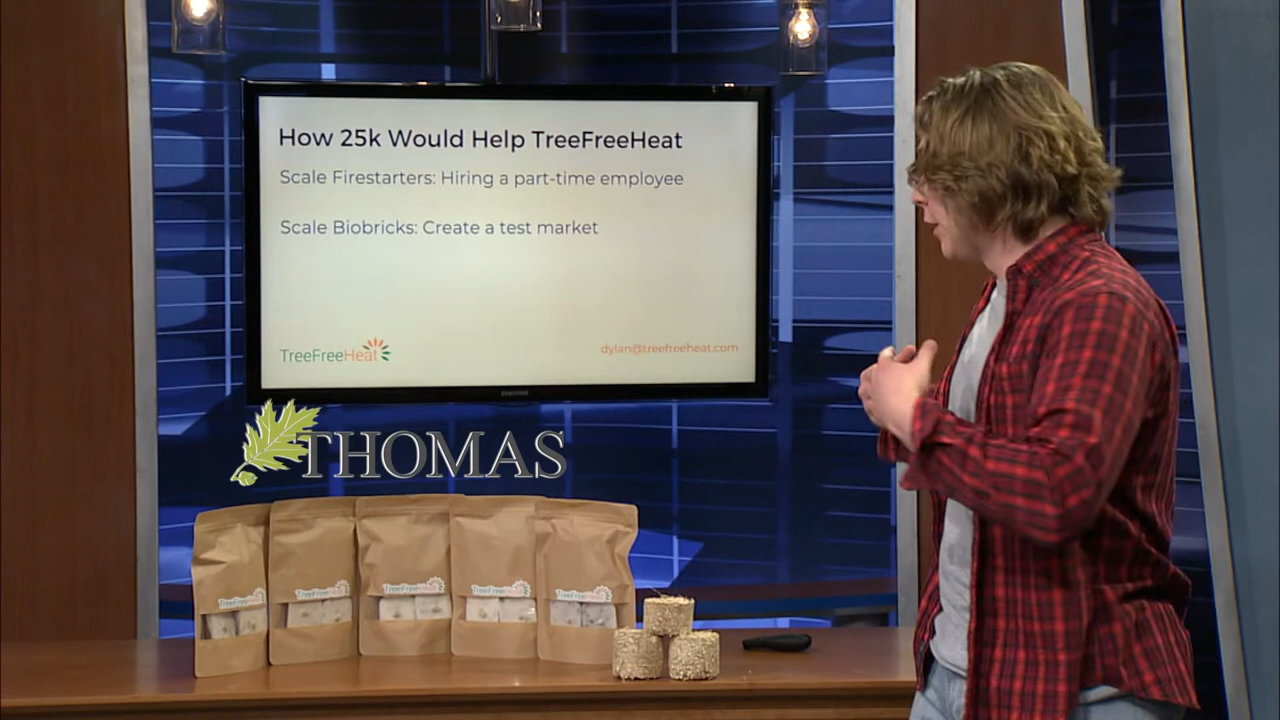 How 25k Would Help TreeFreeHeat
Scale Firestarters: Hiring a part-time employee
Scale Biobricks: Create a test market
TreeFreeHeat
dylan@treefreeheat.com
SAMSUNG
THOMAS
TreeFreeHeat
TreeFreeHeat
TreeFreeHeat
TreeFreeHeat
TreeFreeHeat